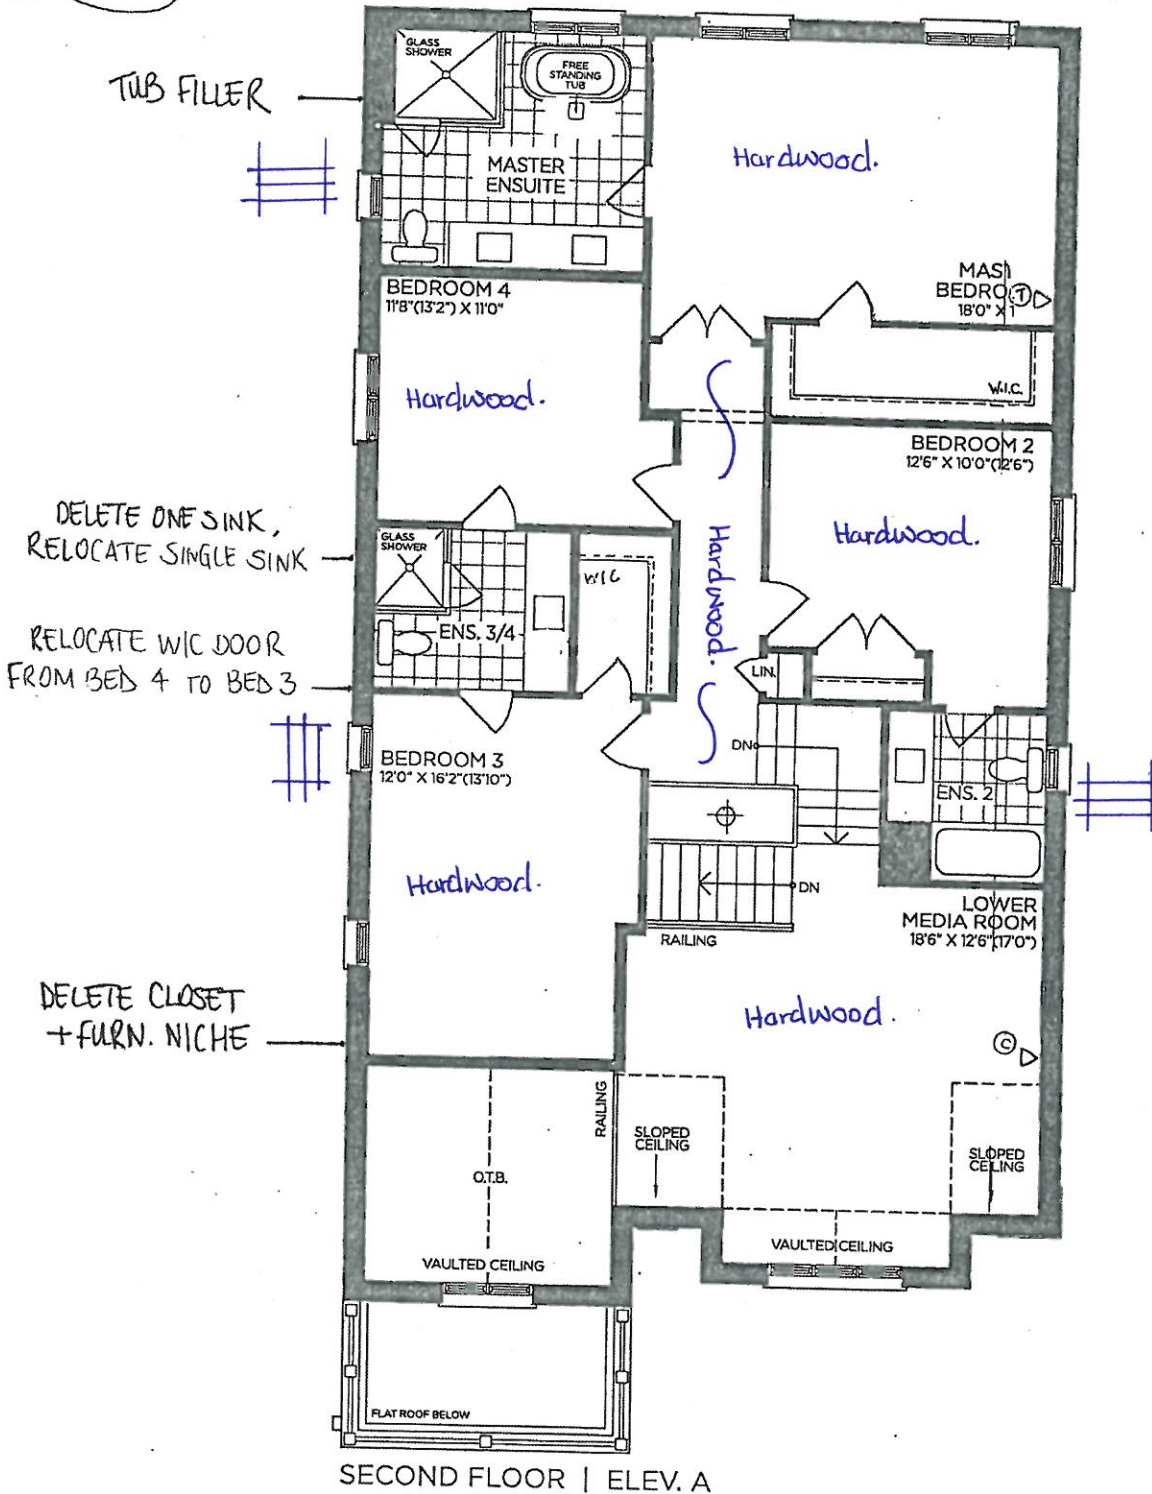 GLASS
SHOWER
FREE
STANDING
TUB
TUB FILLER
MASTER
ENSUITE
Hardwood.
BEDROOM 4
11'8"(13'2") X 11'0"
MAS
BEDRO
T
18'0" X 1
Hardwood.
W.I.C.
BEDROOM 2
12'6" X 10'0"(12'6")
DELETE ONE SINK,
RELOCATE SINGLE SINK
GLASS
SHOWER
W/C
Hardwood.
Hardwood.
RELOCATE W/C DOOR
FROM BED 4 TO BED 3
ENS. 3/4
LIN.
BEDROOM 3
12'0" X 16'2"(13'10")
DN
ENS. 2
Hardwood.
DN
RAILING
LOWER
MEDIA ROOM
18'6" X 12'6"(17'0")
DELETE CLOSET
+ FURN. NICHE
Hardwood.
C
RAILING
SLOPED
CEILING
SLOPED
CEILING
O.T.B.
VAULTED CEILING
VAULTED CEILING
FLAT ROOF BELOW
SECOND FLOOR | ELEV. A